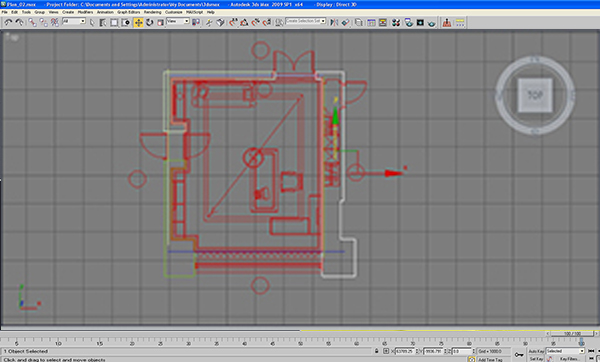 Plan_02.max - Project Folder: C:\Documents and Settings\Administrator\My Documents\3dsmax - Autodesk 3ds Max 2009 SP1 x64 - Display : Direct 3D
File Edit Tools Group Views Create Modifiers Animation Graph Editors Rendering Customize MAXScript Help
All View Create Selection Set
TOP
100 / 100
5 10 15 20 25 30 35 40 45 50 55 60 65 70 75 80 85 90 95 100
1 Object Selected Grid = 1000.0 Auto Key Selected
Click and drag to select and move objects Add Time Tag Set Key Key Filters...